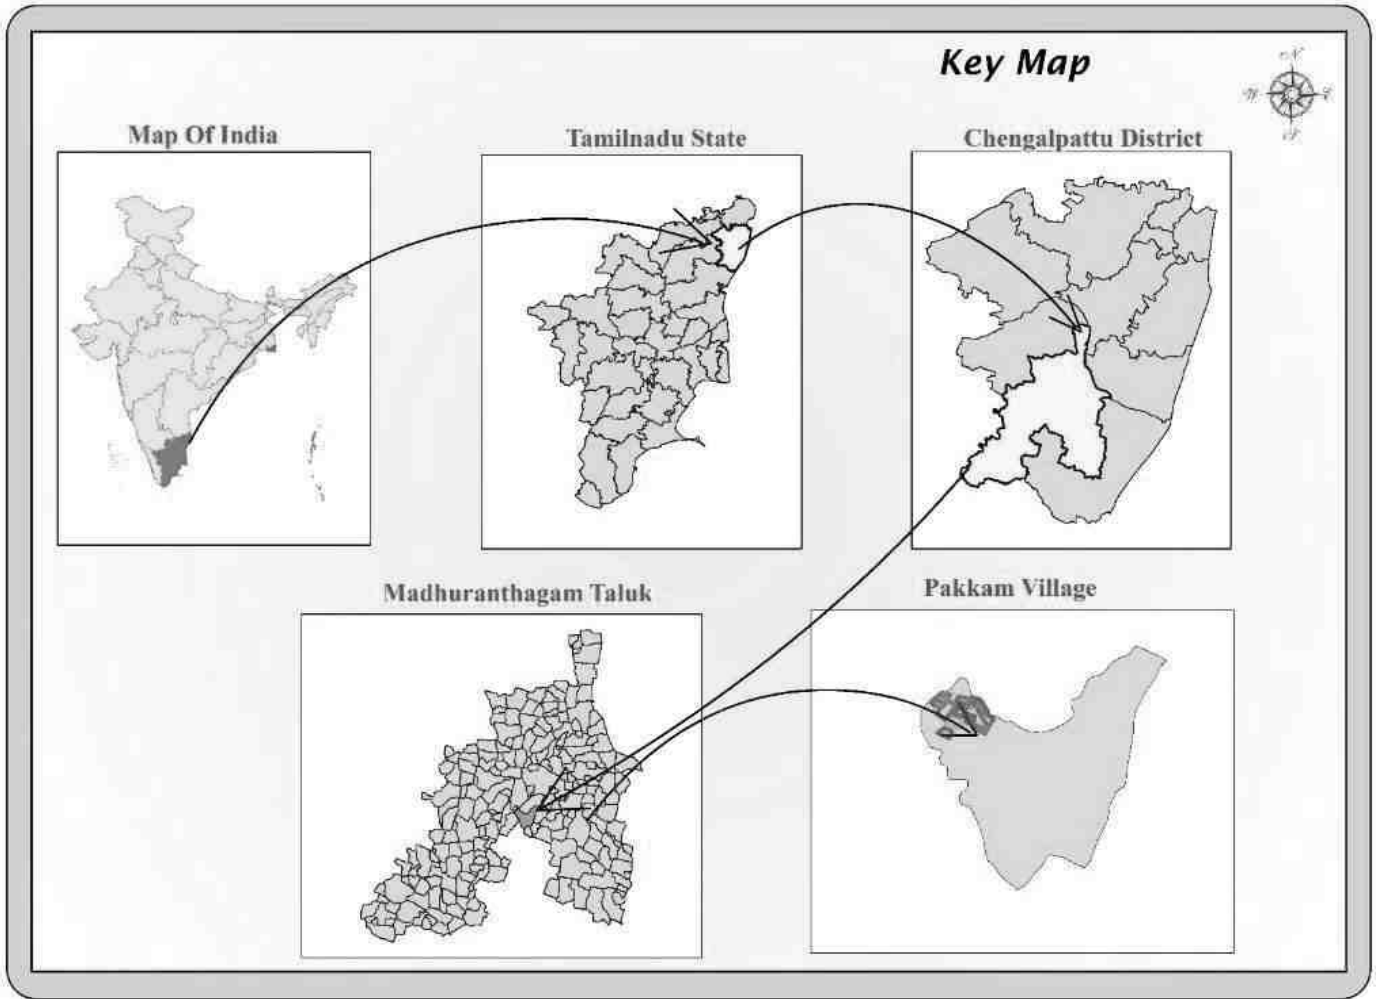 Key Map
N
W
E
S
Map Of India
Tamilnadu State
Chengalpattu District
Madhuranthagam Taluk
Pakkam Village